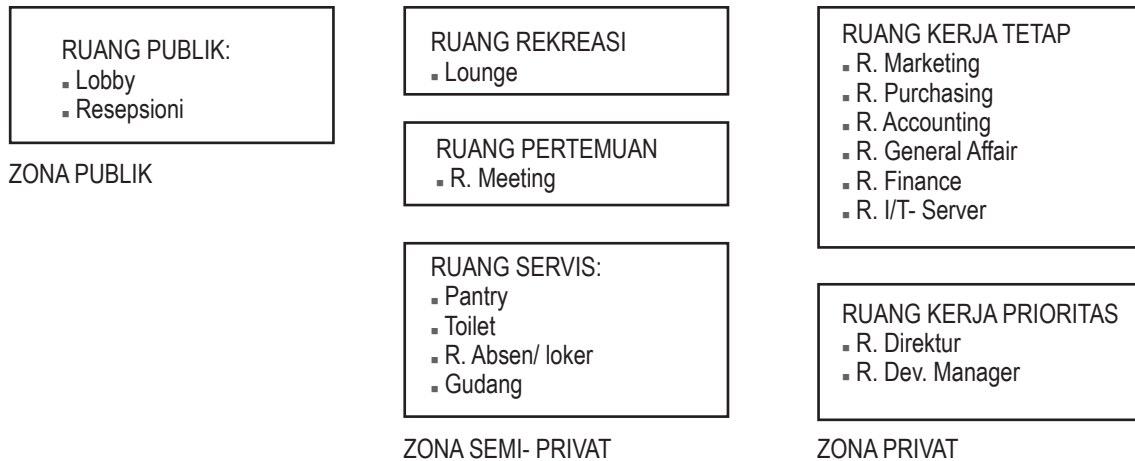 RUANG PUBLIK:
▪ Lobby
▪ Resepsioni
ZONA PUBLIK
RUANG REKREASI
▪ Lounge
RUANG PERTEMUAN
▪ R. Meeting
RUANG SERVIS:
▪ Pantry
▪ Toilet
▪ R. Absen/ loker
▪ Gudang
ZONA SEMI- PRIVAT
RUANG KERJA TETAP
▪ R. Marketing
▪ R. Purchasing
▪ R. Accounting
▪ R. General Affair
▪ R. Finance
▪ R. I/T- Server
RUANG KERJA PRIORITAS
▪ R. Direktur
▪ R. Dev. Manager
ZONA PRIVAT